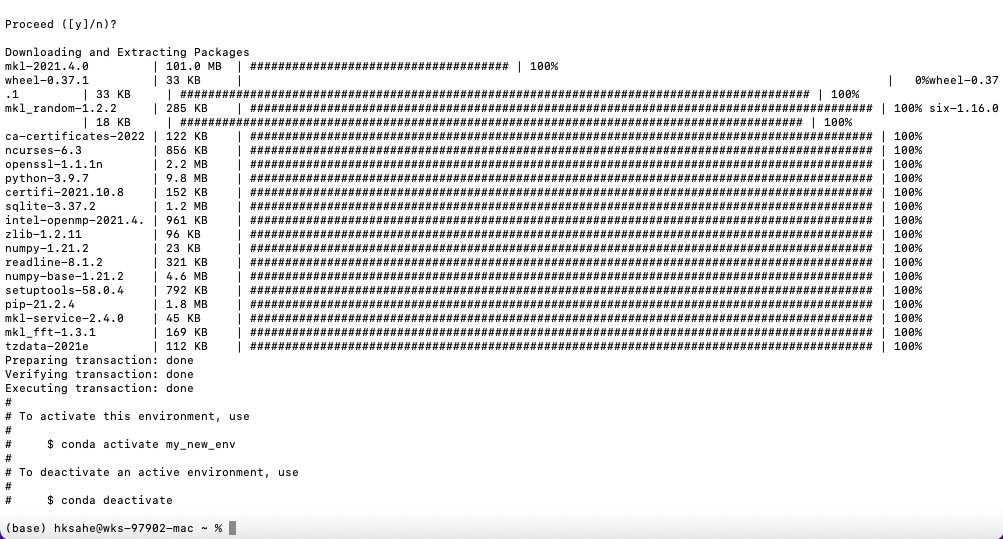 Proceed ([y]/n)?
Downloading and Extracting Packages
mkl-2021.4.0         | 101.0 MB  | ##################################### | 100%
wheel-0.37.1         | 33 KB     |                                                                                            |   0%wheel-0.37
.1         | 33 KB     | ########################################################################################## | 100%
mkl_random-1.2.2     | 285 KB    | ######################################################################################### | 100% six-1.16.0
           | 18 KB     | ######################################################################################### | 100%
ca-certificates-2022 | 122 KB    | ######################################################################################### | 100%
ncurses-6.3          | 856 KB    | ######################################################################################### | 100%
openssl-1.1.1n       | 2.2 MB    | ######################################################################################### | 100%
python-3.9.7         | 9.8 MB    | ######################################################################################### | 100%
certifi-2021.10.8    | 152 KB    | ######################################################################################### | 100%
sqlite-3.37.2        | 1.2 MB    | ######################################################################################### | 100%
intel-openmp-2021.4. | 961 KB    | ######################################################################################### | 100%
zlib-1.2.11          | 96 KB     | ######################################################################################### | 100%
numpy-1.21.2         | 23 KB     | ######################################################################################### | 100%
readline-8.1.2       | 321 KB    | ######################################################################################### | 100%
numpy-base-1.21.2    | 4.6 MB    | ######################################################################################### | 100%
setuptools-58.0.4    | 792 KB    | ######################################################################################### | 100%
pip-21.2.4           | 1.8 MB    | ######################################################################################### | 100%
mkl-service-2.4.0    | 45 KB     | ######################################################################################### | 100%
mkl_fft-1.3.1        | 169 KB    | ######################################################################################### | 100%
tzdata-2021e         | 112 KB    | ######################################################################################### | 100%
Preparing transaction: done
Verifying transaction: done
Executing transaction: done
#
# To activate this environment, use
#
#     $ conda activate my_new_env
#
# To deactivate an active environment, use
#
#     $ conda deactivate
(base) hksahe@wks-97902-mac ~ %